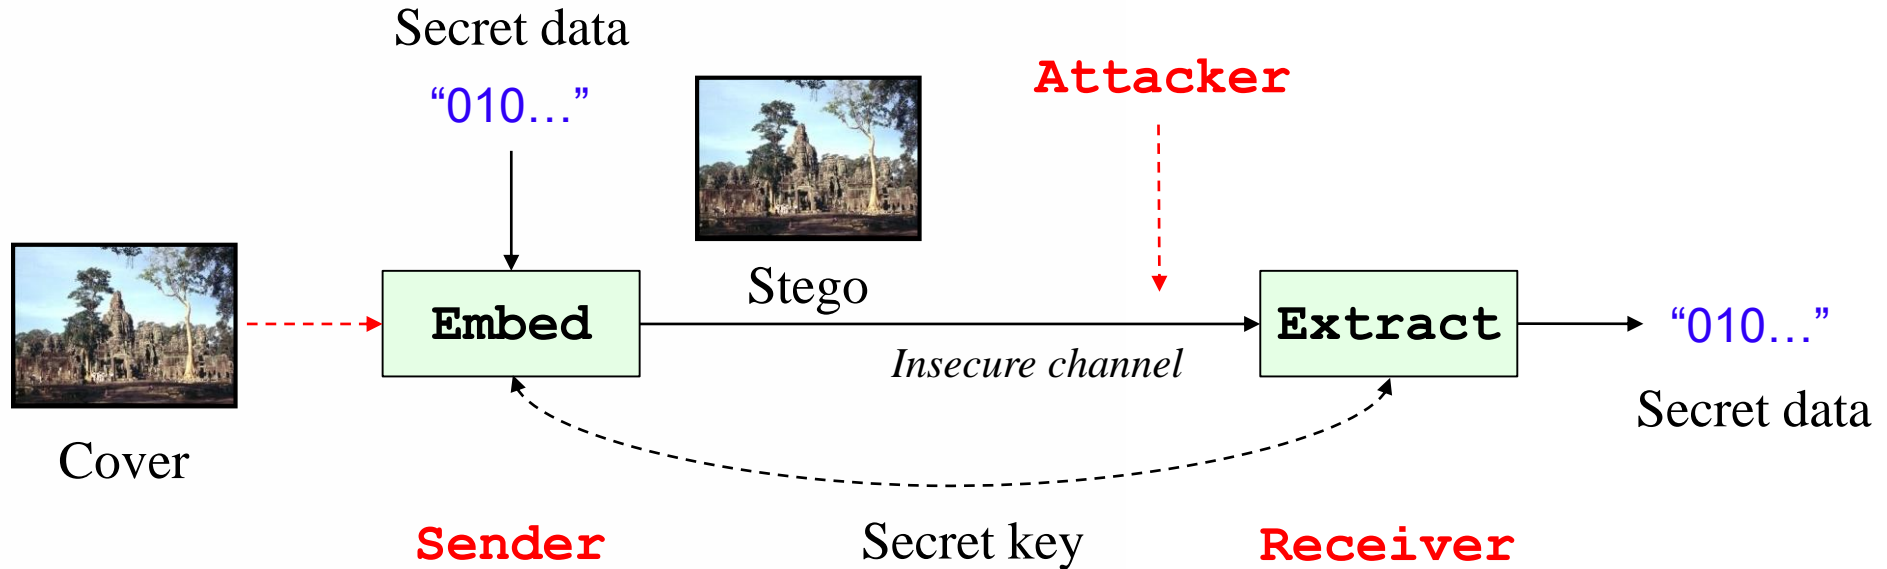 Secret data
“010…”
Attacker
Stego
Embed
Extract
“010…”
Insecure channel
Secret data
Cover
Sender
Secret key
Receiver